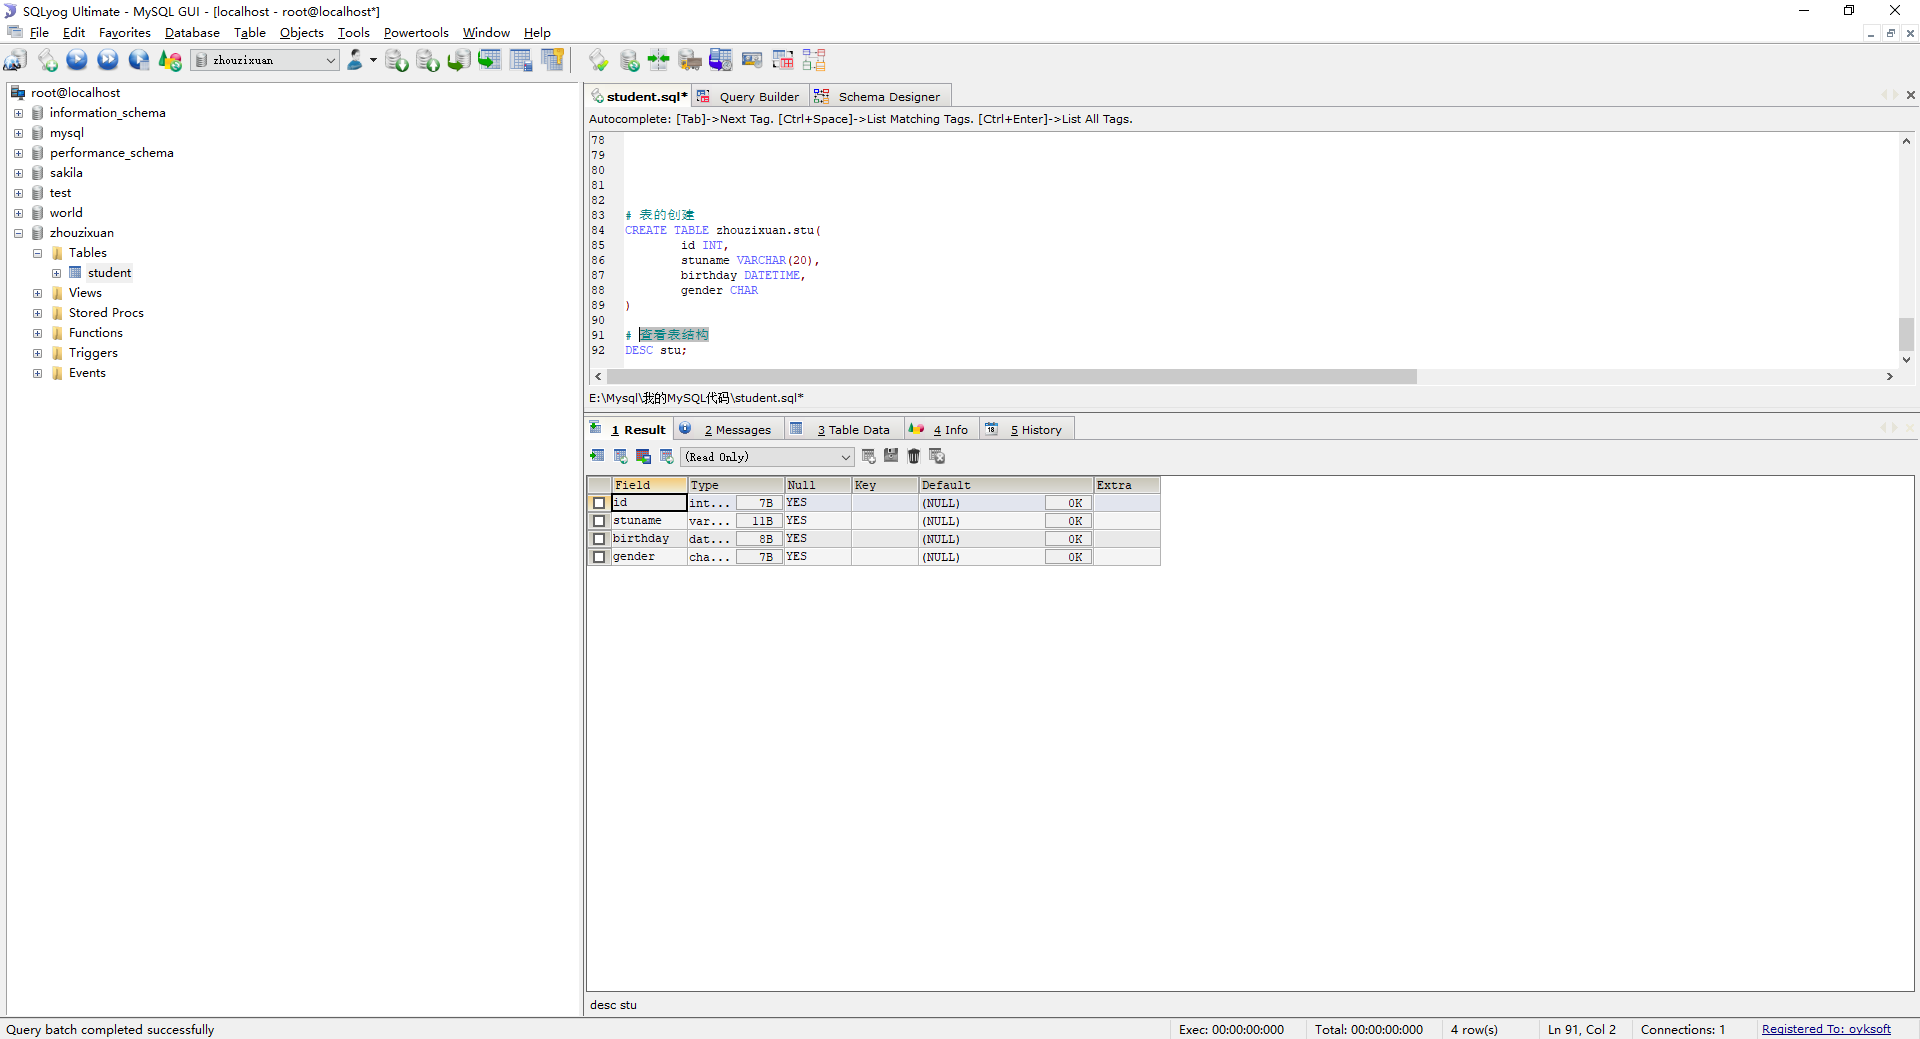 SQLyog Ultimate - MySQL GUI - [localhost - root@localhost*]
File Edit Favorites Database Table Objects Tools Powertools Window Help
zhouzixuan
root@localhost
information_schema
mysql
performance_schema
sakila
test
world
zhouzixuan
Tables
student
Views
Stored Procs
Functions
Triggers
Events
student.sql* Query Builder Schema Designer
Autocomplete: [Tab]->Next Tag. [Ctrl+Space]->List Matching Tags. [Ctrl+Enter]->List All Tags.
78
79
80
81
82
83 # 表的创建
84 CREATE TABLE zhouzixuan.stu(
85 id INT,
86 stuname VARCHAR(20),
87 birthday DATETIME,
88 gender CHAR
89 )
90
91 # 查看表结构
92 DESC stu;
E:\Mysql\我的MySQL代码\student.sql*
1 Result 2 Messages 3 Table Data 4 Info 5 History
(Read Only)
Field Type Null Key Default Extra
id int... 7B YES (NULL) 0K
stuname var... 11B YES (NULL) 0K
birthday dat... 8B YES (NULL) 0K
gender cha... 7B YES (NULL) 0K
desc stu
Query batch completed successfully Exec: 00:00:00:000 Total: 00:00:00:000 4 row(s) Ln 91, Col 2 Connections: 1 Registered To: ovksoft